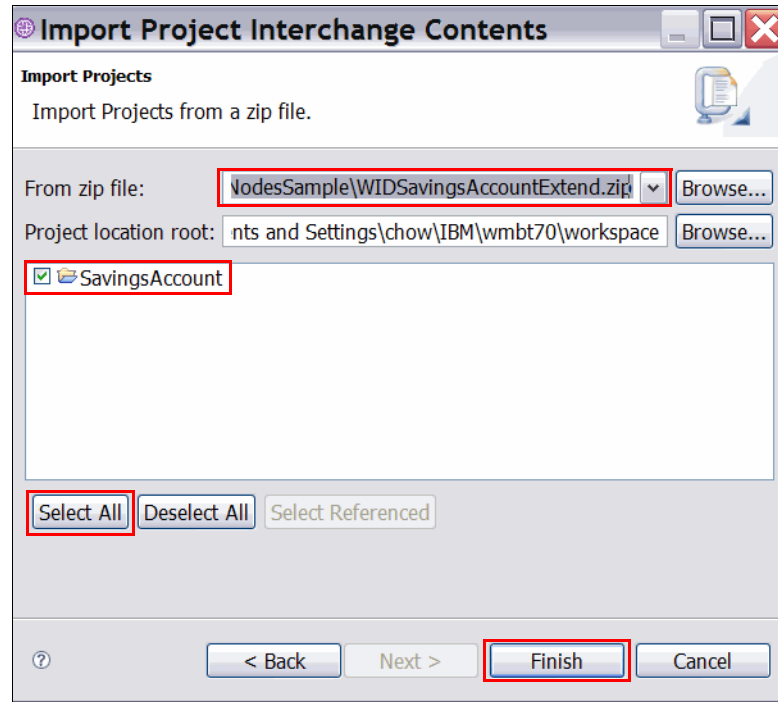 Import Project Interchange Contents
Import Projects
Import Projects from a zip file.
From zip file: NodesSample\WIDSavingsAccountExtend.zip Browse...
Project location root: nts and Settings\chow\IBM\wmbt70\workspace Browse...
SavingsAccount
Select All Deselect All Select Referenced
? < Back Next > Finish Cancel